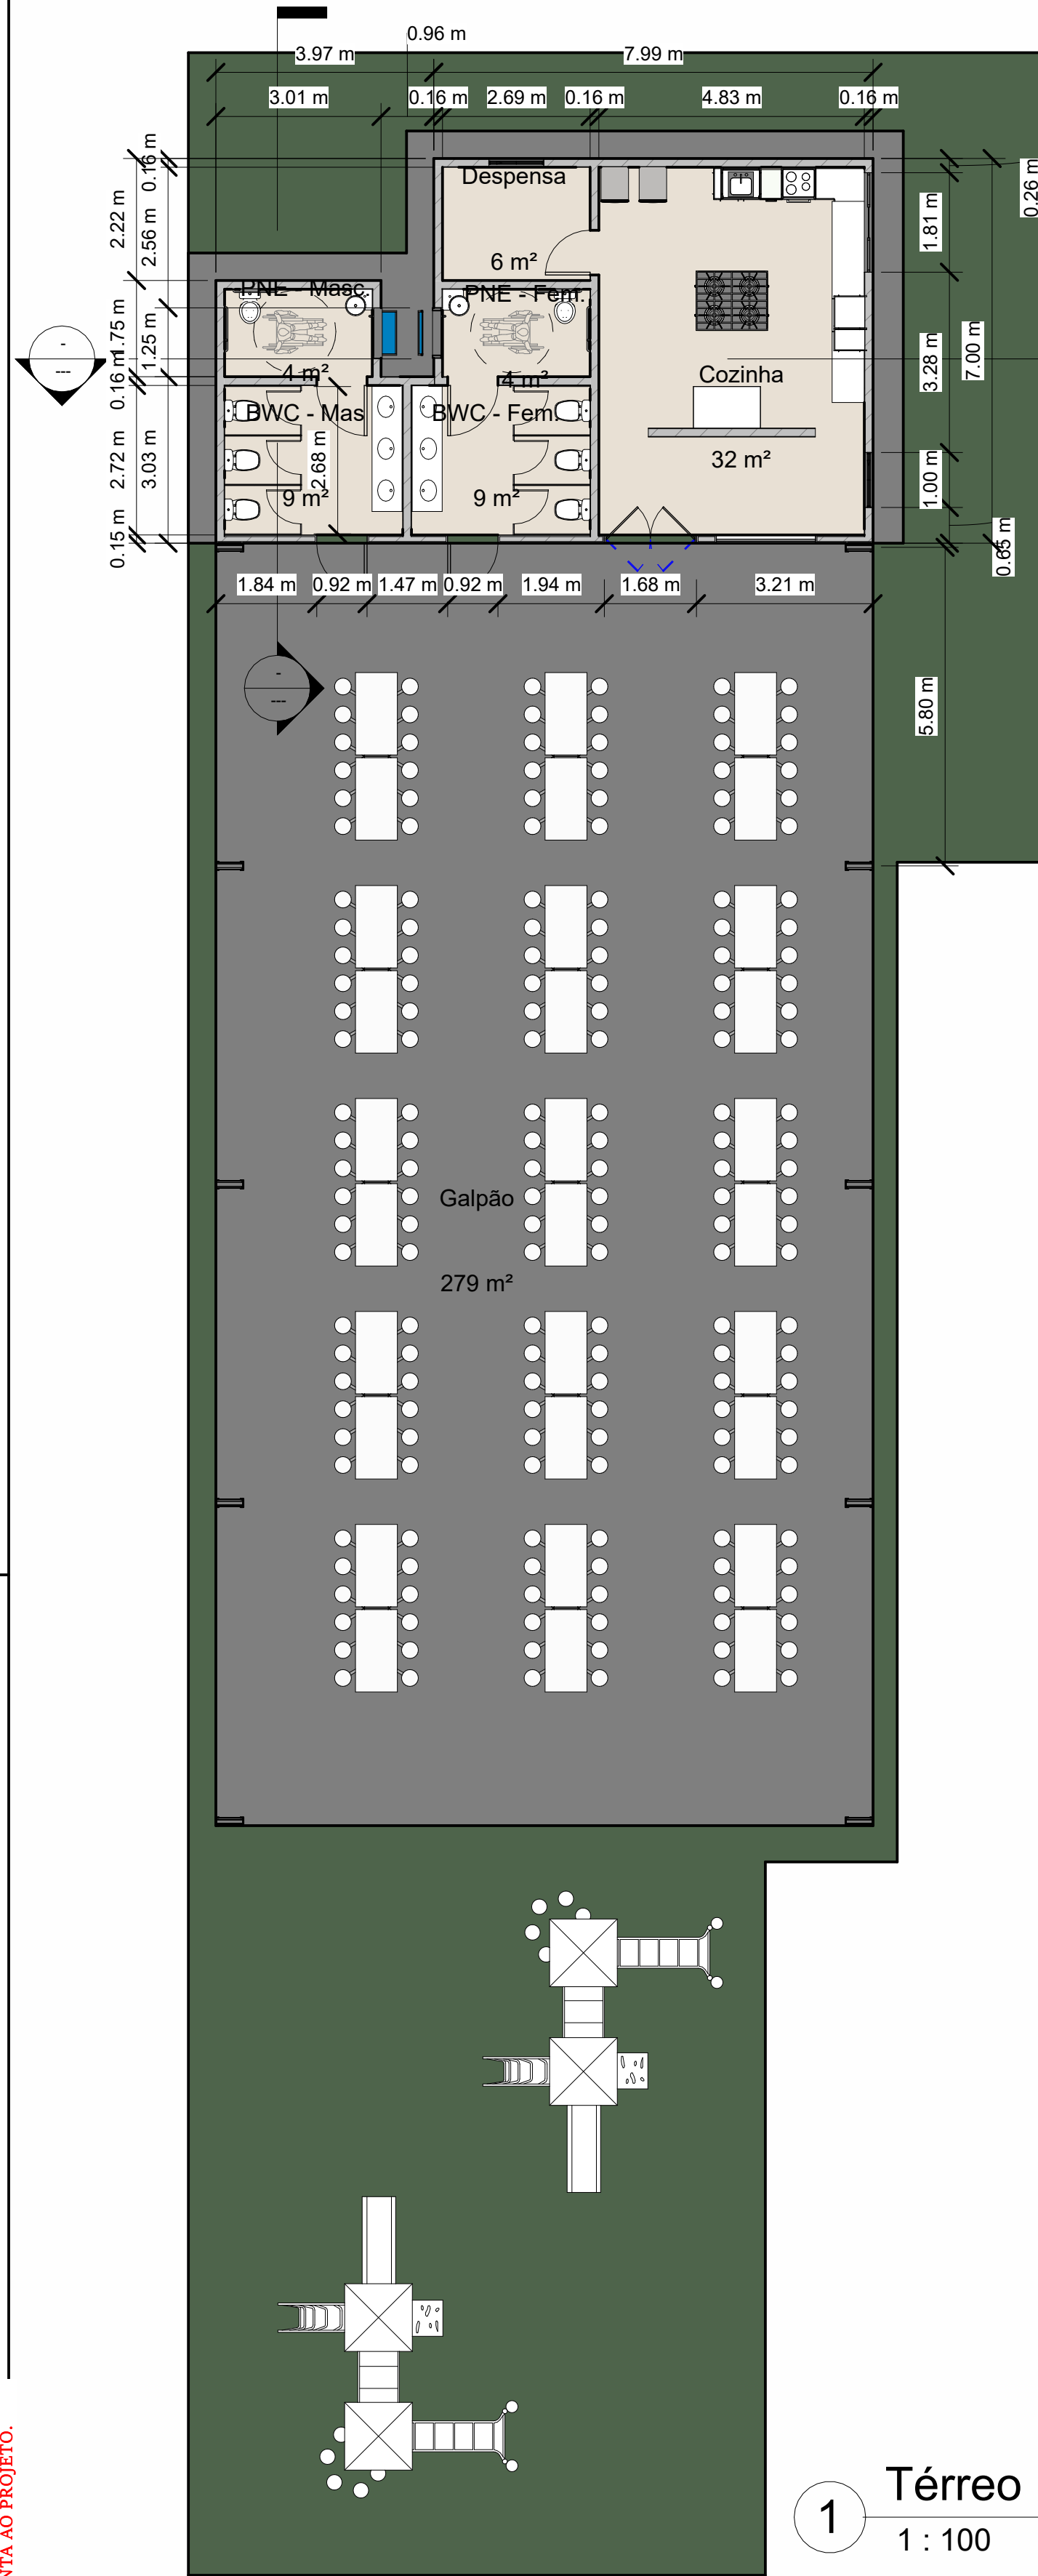 0.96 m
3.97 m
7.99 m
3.01 m
0.16 m
2.69 m
0.16 m
4.83 m
0.16 m
0.16 m
2.22 m
2.56 m
1.75 m
1.25 m
0.16 m
2.72 m
3.03 m
0.15 m
0.26 m
1.81 m
3.28 m
7.00 m
1.00 m
0.65 m
5.80 m
Despensa
6 m²
PNE - Masc.
4 m²
PNE - Fem.
4 m²
BWC - Mas
9 m²
2.68 m
BWC - Fem.
9 m²
Cozinha
32 m²
-
---
1.84 m
0.92 m
1.47 m
0.92 m
1.94 m
1.68 m
3.21 m
-
---
Galpão
279 m²
NTA AO PROJETO.
1
Térreo
1 : 100